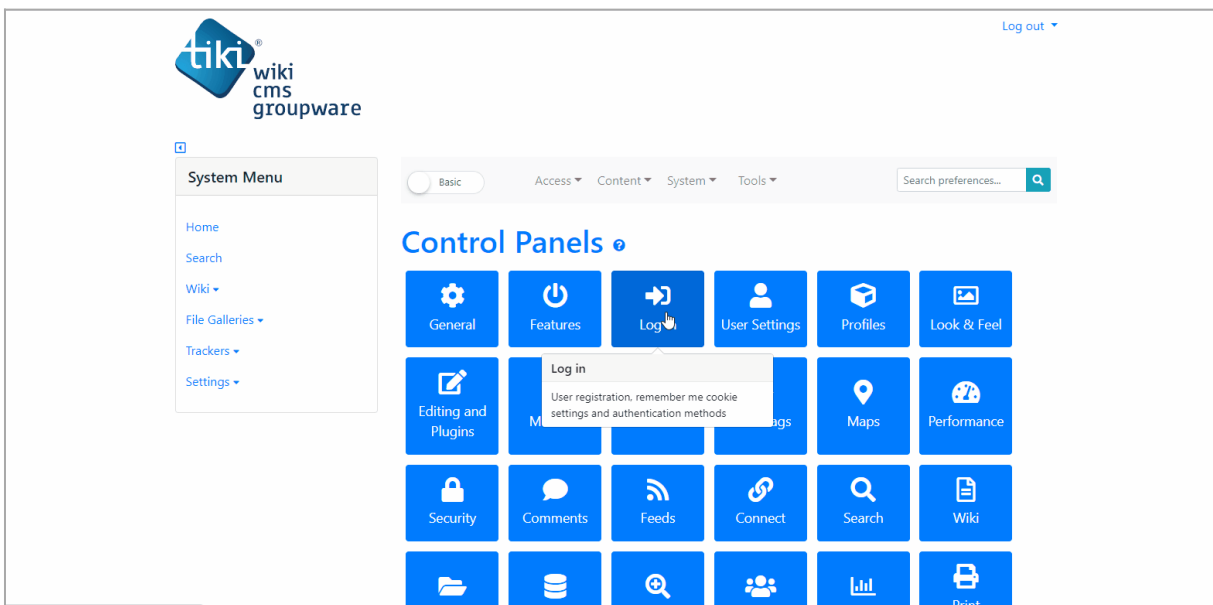 Log out
tiki®
wiki
cms
groupware
System Menu
Basic
Access
Content
System
Tools
Search preferences...
Home
Search
Wiki
File Galleries
Trackers
Settings
Control Panels
General
Features
Log
User Settings
Profiles
Look & Feel
Log in
User registration, remember me cookie
settings and authentication methods
Editing and
Plugins
Maps
Performance
Security
Comments
Feeds
Connect
Search
Wiki
Print